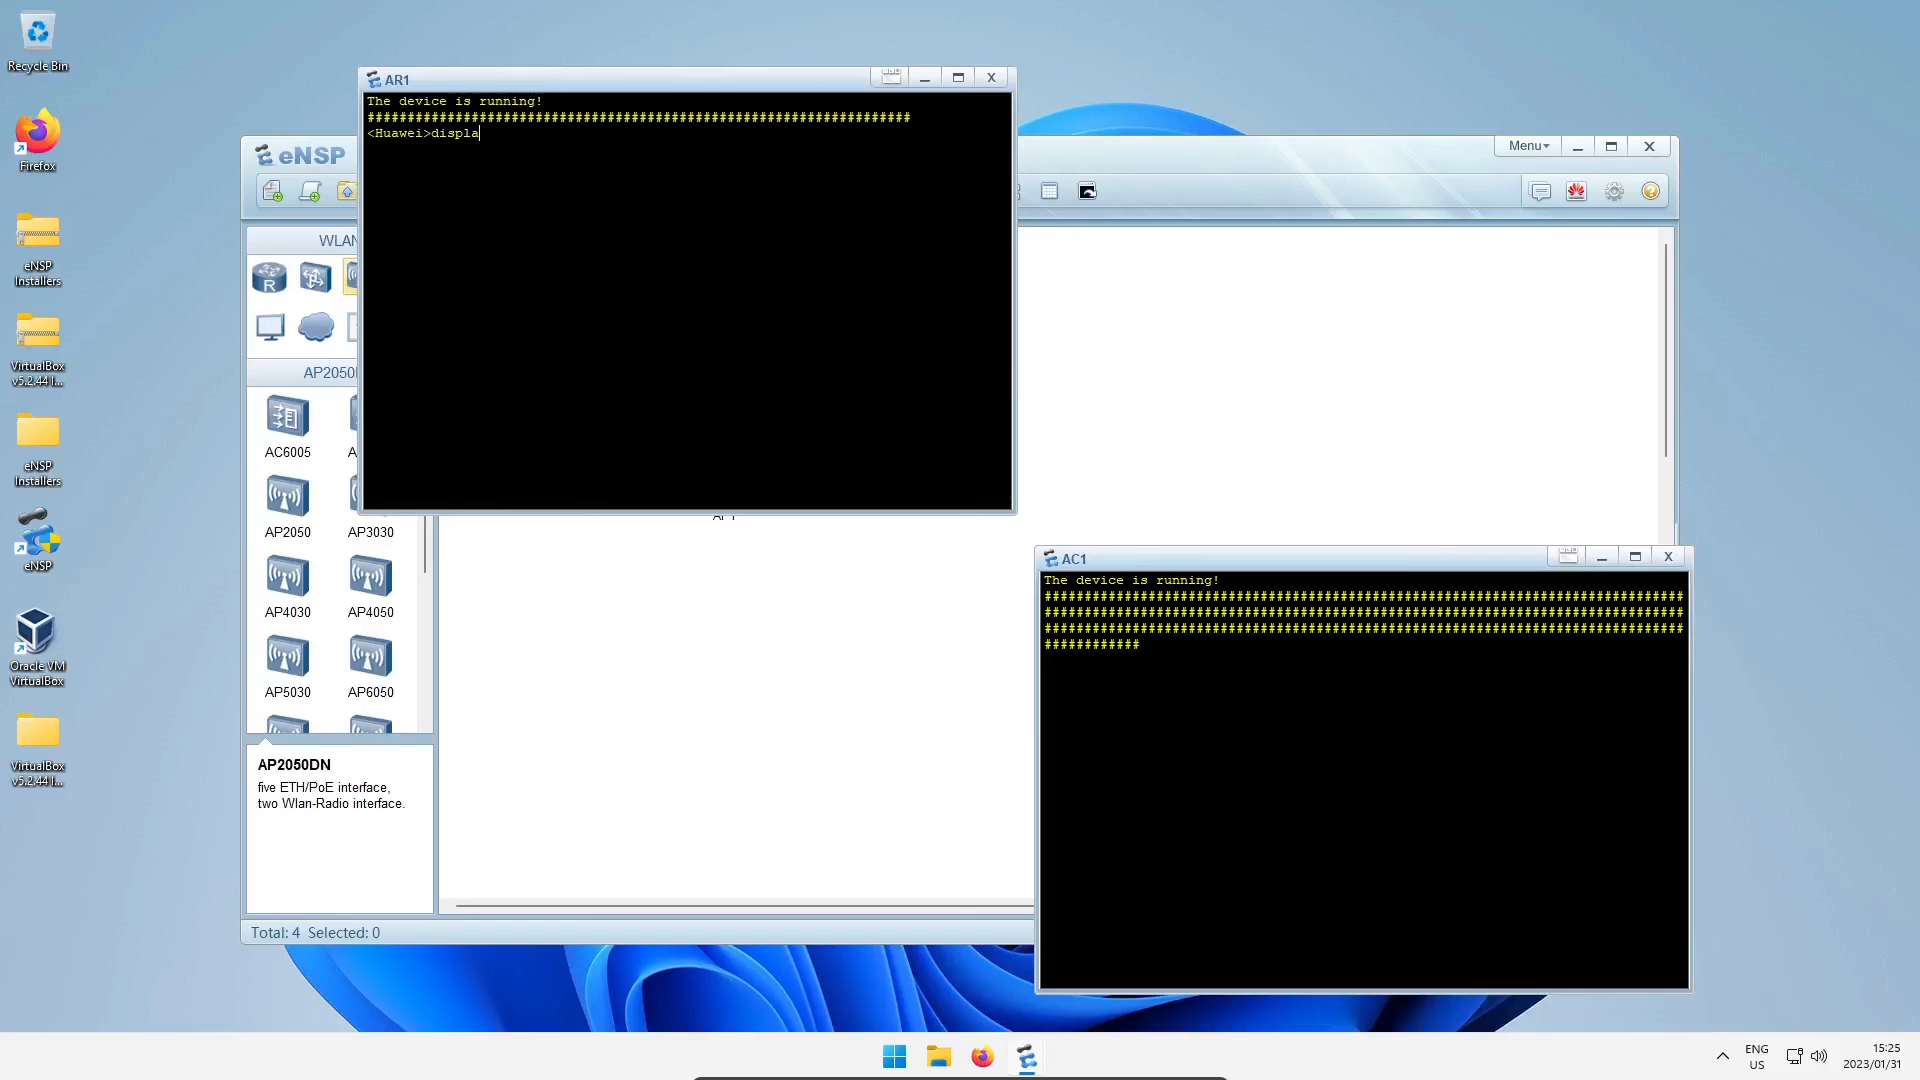 Recycle Bin
Firefox
eNSP
Installers
VirtualBox
v5.2.44 I...
eNSP
Installers
eNSP
Oracle VM
VirtualBox
VirtualBox
v5.2.44 I...
AR1
The device is running!
####################################################################
<Huawei>displa
eNSP
Menu
WLAN
AP2050
AC6005
A
AP2050
AP3030
AP4030
AP4050
AP5030
AP6050
AP2050DN
five ETH/PoE interface,
two Wlan-Radio interface.
Total: 4 Selected: 0
AC1
The device is running!
################################################################################
################################################################################
################################################################################
############
ENG
US
15:25
2023/01/31